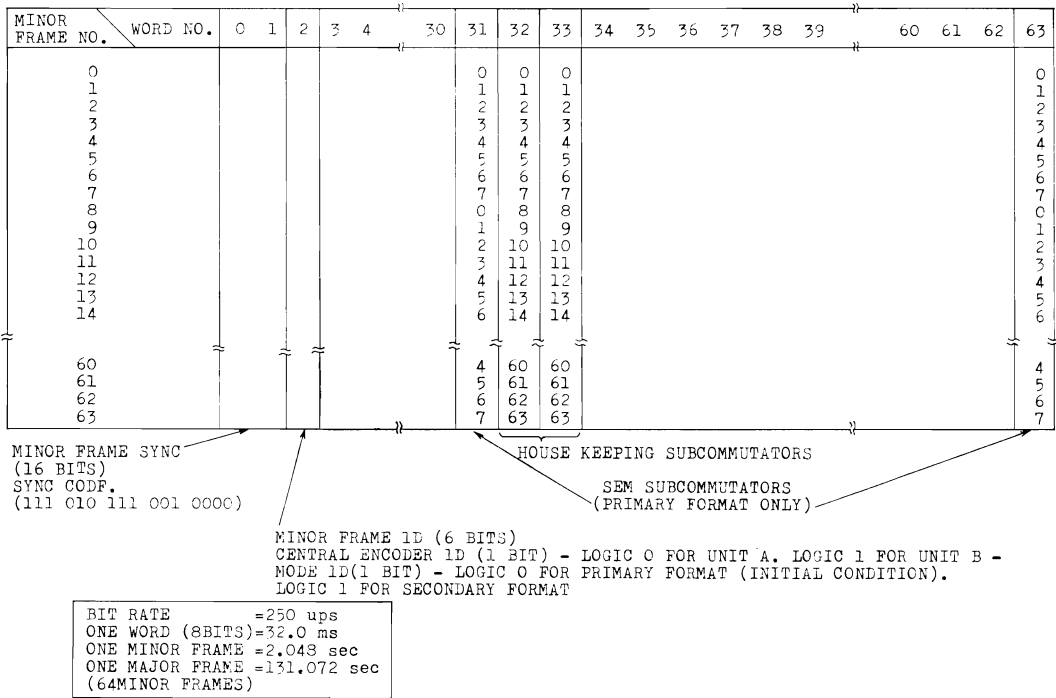 MINOR FRAME NO. WORD NO. 0 1 2 3 4 30 31 32 33 34 35 36 37 38 39 60 61 62 63
0 0 0 0 0
1 1 1 1 1
2 2 2 2 2
3 3 3 3 3
4 4 4 4 4
5 5 5 5 5
6 6 6 6 6
7 7 7 7 7
8 0 8 8 0
9 1 9 9 1
10 2 10 10 2
11 3 11 11 3
12 4 12 12 4
13 5 13 13 5
14 6 14 14 6
60 4 60 60 4
61 5 61 61 5
62 6 62 62 6
63 7 63 63 7
MINOR FRAME SYNC
(16 BITS)
SYNC CODF.
(111 010 111 001 0000)
HOUSE KEEPING SUBCOMMUTATORS
SEM SUBCOMMUTATORS
(PRIMARY FORMAT ONLY)
MINOR FRAME 1D (6 BITS)
CENTRAL ENCODER 1D (1 BIT) - LOGIC 0 FOR UNIT A. LOGIC 1 FOR UNIT B -
MODE 1D(1 BIT) - LOGIC 0 FOR PRIMARY FORMAT (INITIAL CONDITION).
LOGIC 1 FOR SECONDARY FORMAT
BIT RATE =250 ups
ONE WORD (8BITS)=32.0 ms
ONE MINOR FRAME =2.048 sec
ONE MAJOR FRAME =131.072 sec
(64MINOR FRAMES)